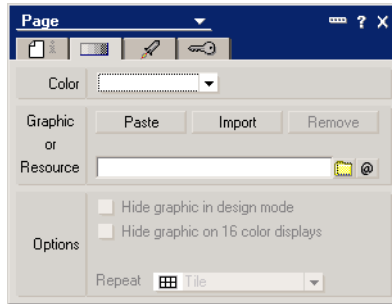 Page ? X
i
Color
Graphic
or
Resource
Paste Import Remove
@
Options
Hide graphic in design mode
Hide graphic on 16 color displays
Repeat Tile